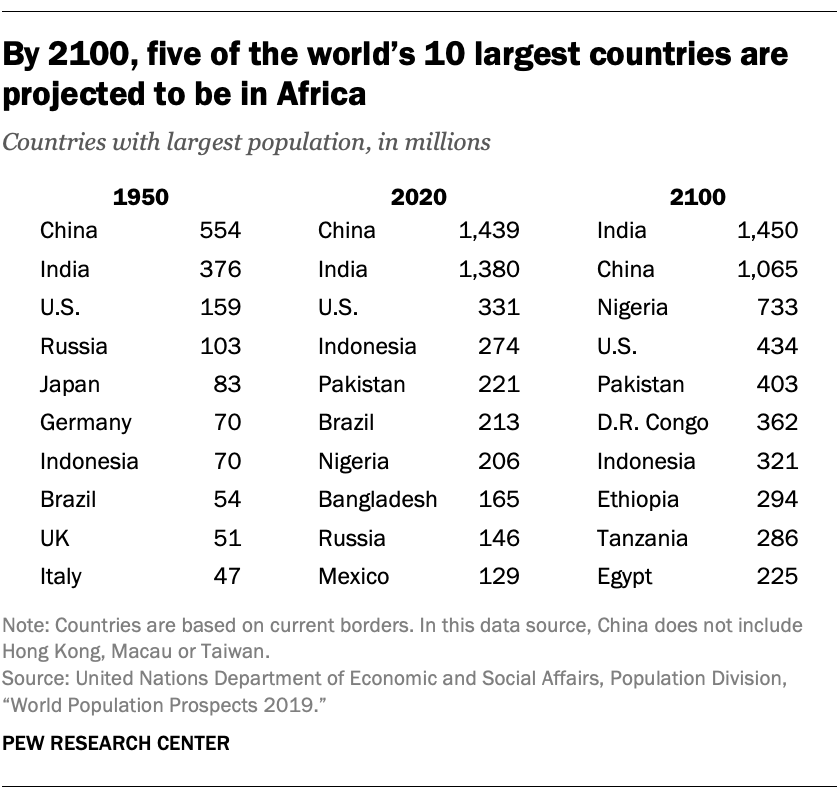 By 2100, five of the world’s 10 largest countries are
projected to be in Africa
Countries with largest population, in millions
1950 2020 2100
China 554 China 1,439 India 1,450
India 376 India 1,380 China 1,065
U.S. 159 U.S. 331 Nigeria 733
Russia 103 Indonesia 274 U.S. 434
Japan 83 Pakistan 221 Pakistan 403
Germany 70 Brazil 213 D.R. Congo 362
Indonesia 70 Nigeria 206 Indonesia 321
Brazil 54 Bangladesh 165 Ethiopia 294
UK 51 Russia 146 Tanzania 286
Italy 47 Mexico 129 Egypt 225
Note: Countries are based on current borders. In this data source, China does not include
Hong Kong, Macau or Taiwan.
Source: United Nations Department of Economic and Social Affairs, Population Division,
“World Population Prospects 2019.”
PEW RESEARCH CENTER